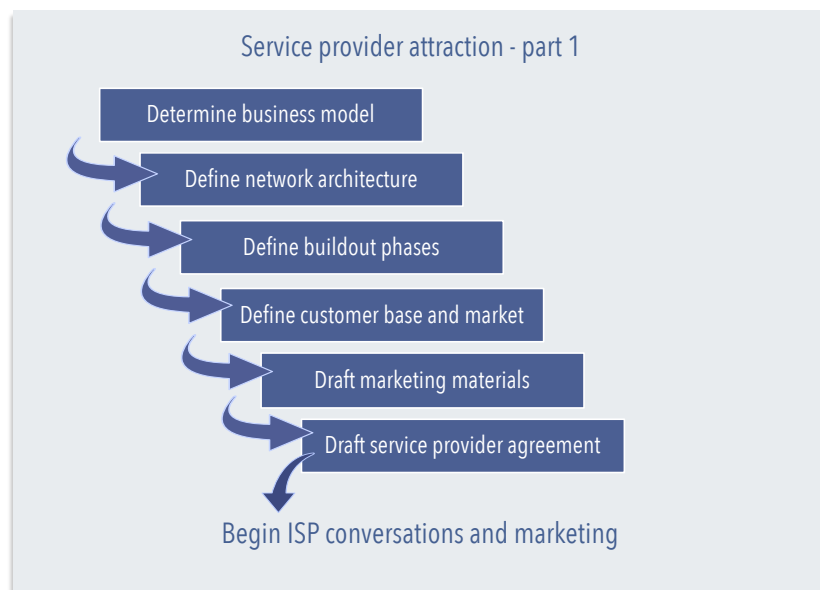 Service provider attraction - part 1
Determine business model
Define network architecture
Define buildout phases
Define customer base and market
Draft marketing materials
Draft service provider agreement
Begin ISP conversations and marketing